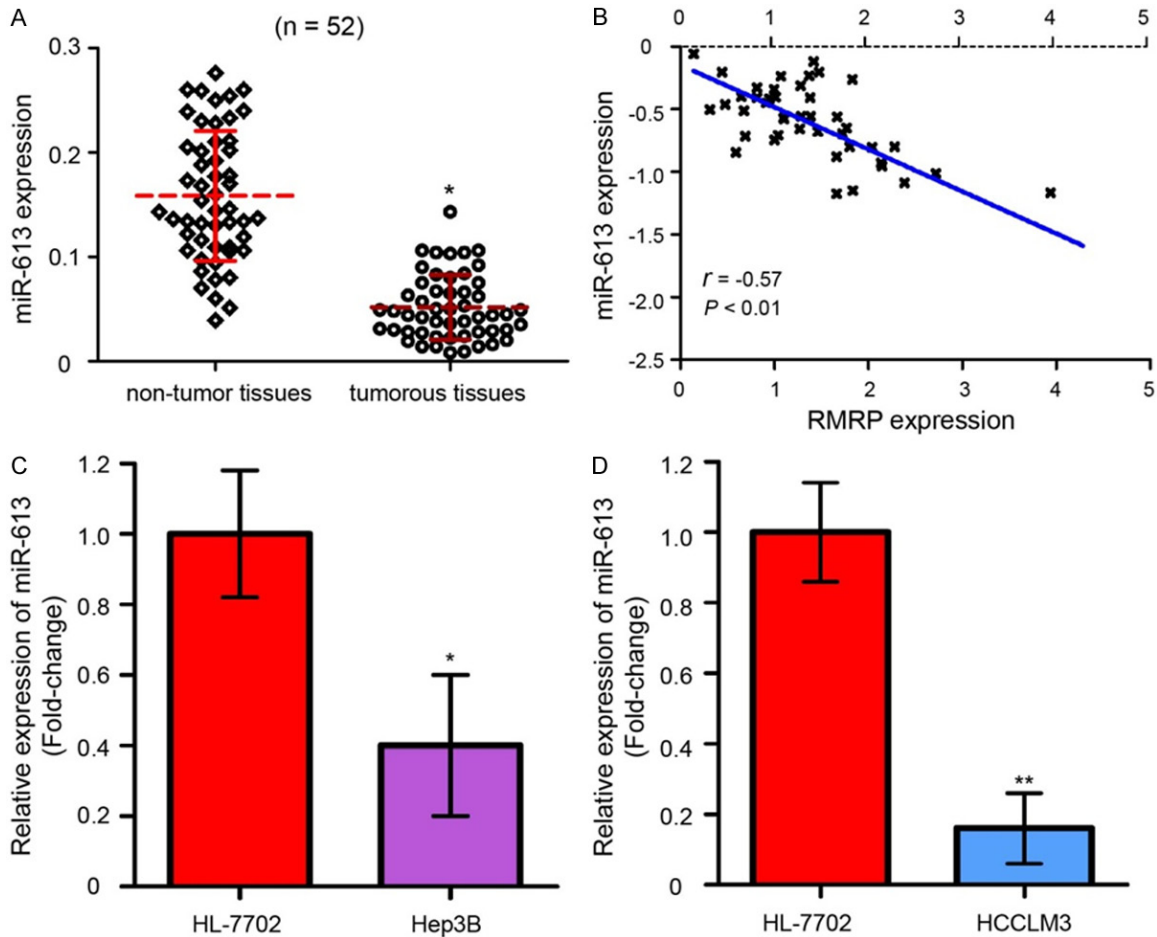 A
(n = 52)
miR-613 expression
0.3
0.2
0.1
0
*
non-tumor tissues
tumorous tissues
B
0 1 2 3 4 5
miR-613 expression
0
-0.5
-1.0
-1.5
-2.0
-2.5
r = -0.57
P < 0.01
0 1 2 3 4 5
RMRP expression
C
Relative expression of miR-613
(Fold-change)
1.2
1.0
0.8
0.6
0.4
0.2
0
*
HL-7702
Hep3B
D
Relative expression of miR-613
(Fold-change)
1.2
1.0
0.8
0.6
0.4
0.2
0
**
HL-7702
HCCLM3